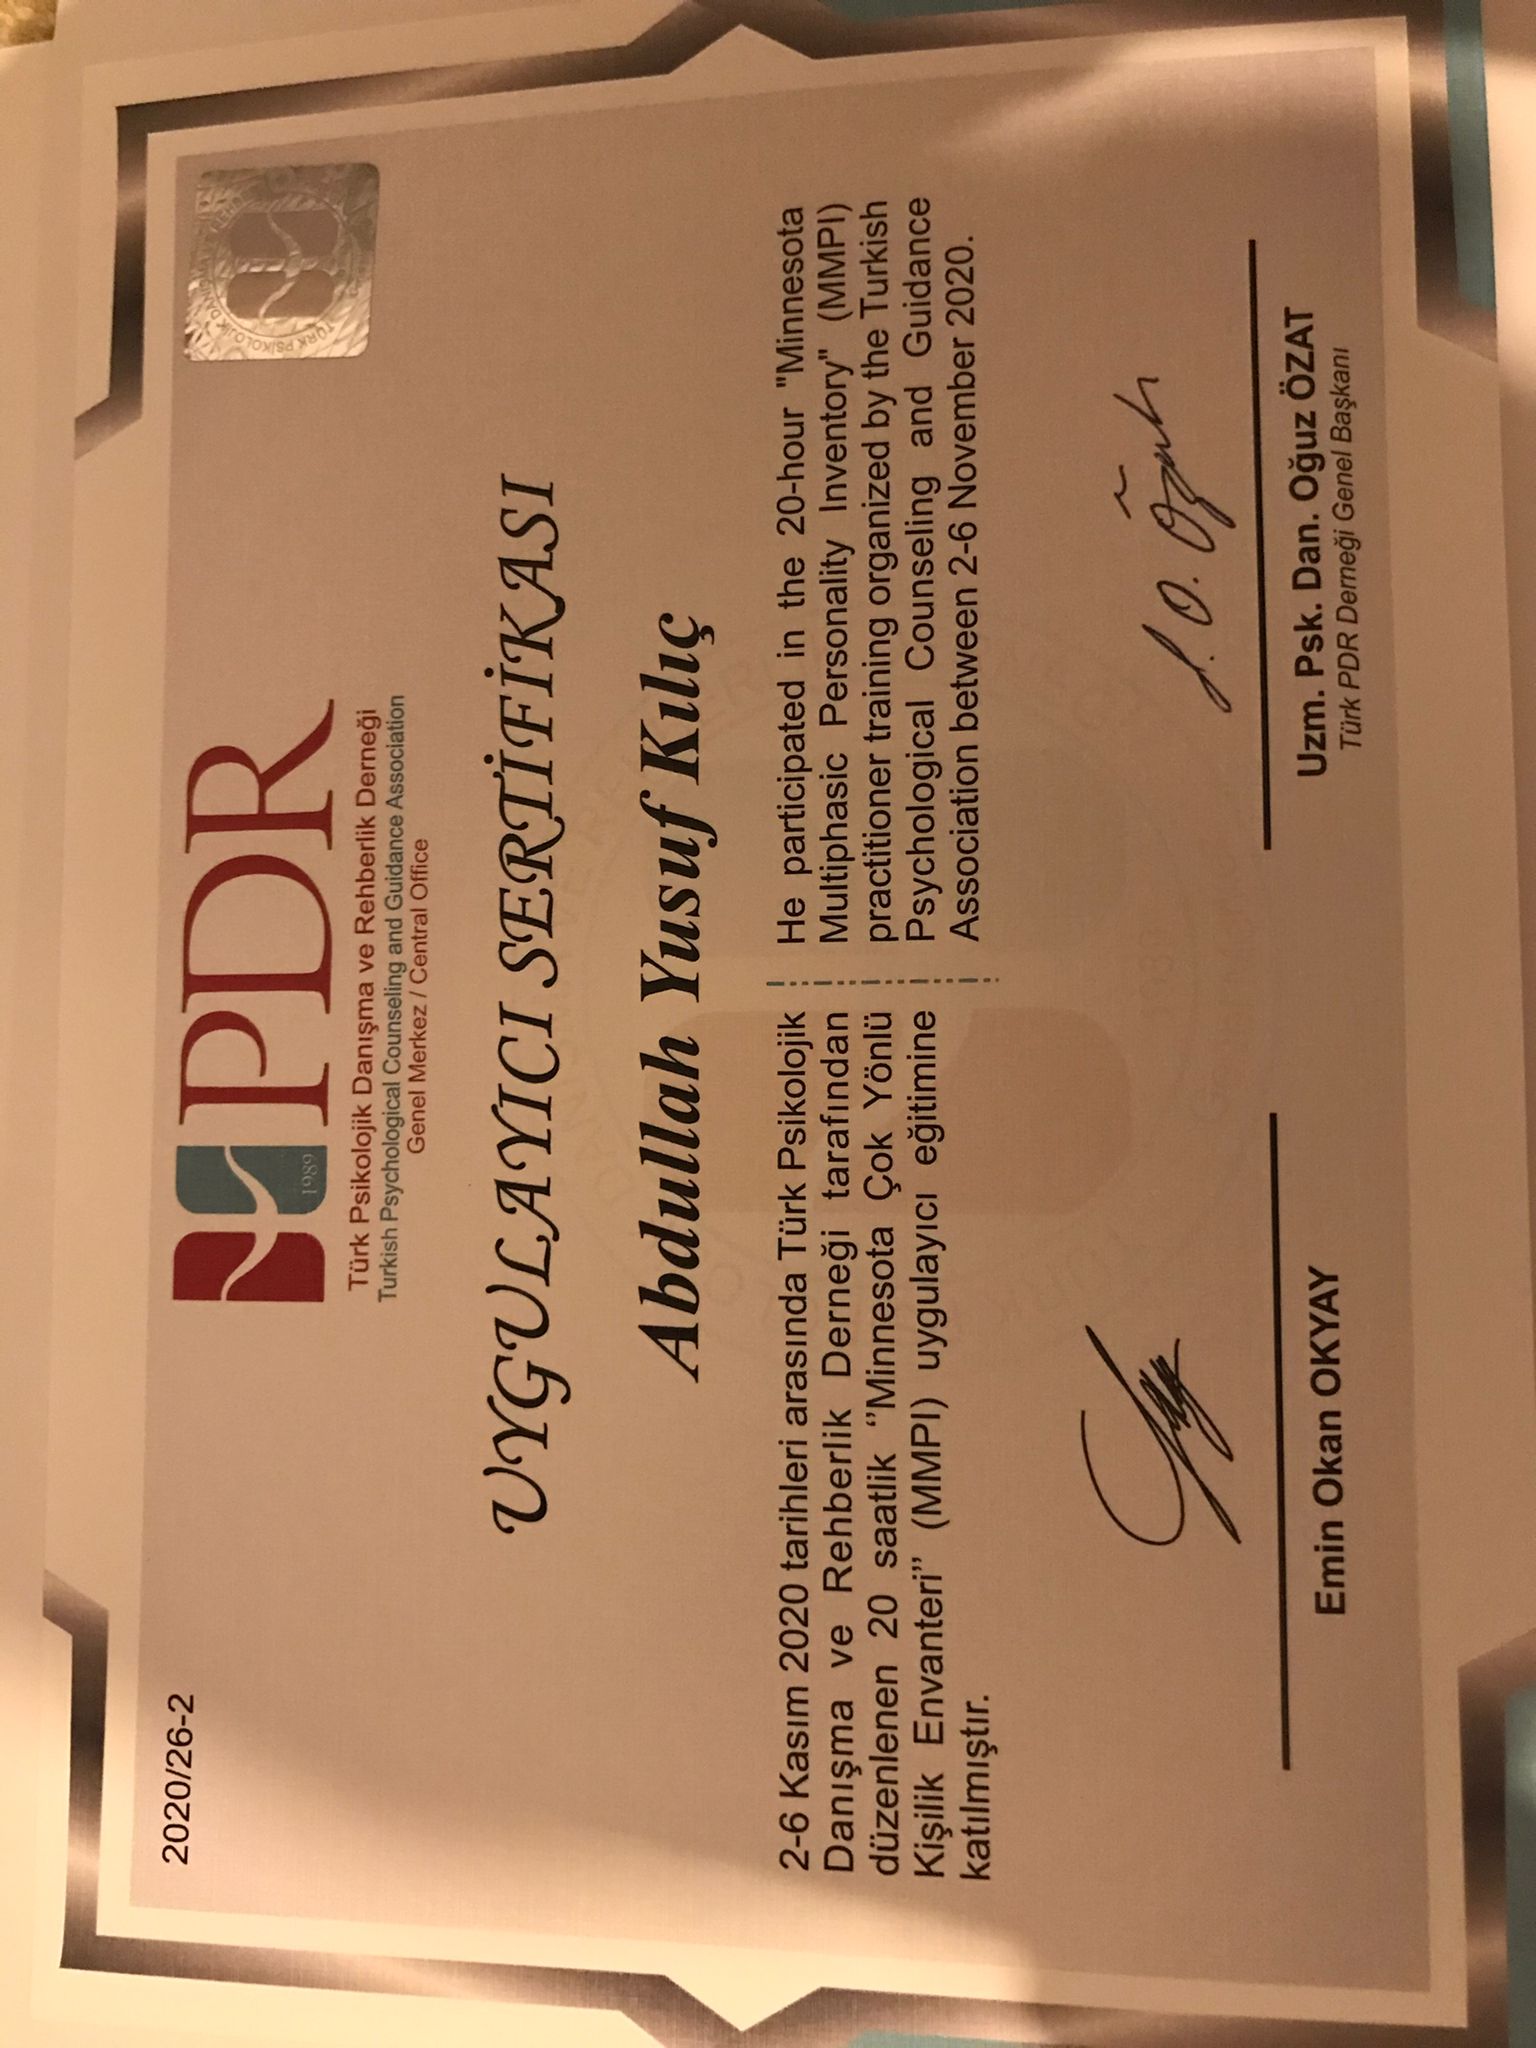 2020/26-2
1989
PDR
Türk Psikolojik Danışma ve Rehberlik Derneği
Turkish Psychological Counseling and Guidance Association
Genel Merkez / Central Office
UYGULAYICI SERTİFİKASI
Abdullah Yusuf Kılıç
2-6 Kasım 2020 tarihleri arasında Türk Psikolojik
Danışma ve Rehberlik Derneği tarafından
düzenlenen 20 saatlik ‘’Minnesota Çok Yönlü
Kişilik Envanteri” (MMPI) uygulayıcı eğitimine
katılmıştır.
He participated in the 20-hour "Minnesota
Multiphasic Personality Inventory" (MMPI)
practitioner training organized by the Turkish
Psychological Counseling and Guidance
Association between 2-6 November 2020.
Emin Okan OKYAY
Uzm. Psk. Dan. Oğuz ÖZAT
Türk PDR Derneği Genel Başkanı